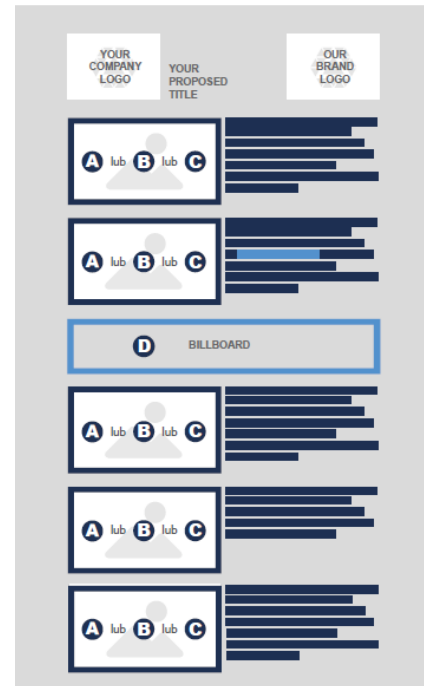 YOUR
COMPANY
LOGO
YOUR
PROPOSED
TITLE
OUR
BRAND
LOGO
A lub B lub C
A lub B lub C
D BILLBOARD
A lub B lub C
A lub B lub C
A lub B lub C